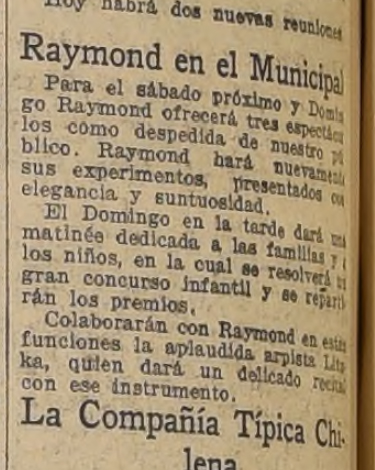 Hoy habrá dos nuevas reuniones
Raymond en el Municipal
Para el sábado próximo y Domin
go Raymond ofrecerá tres espectácu
los como despedida de nuestro pú
blico. Raymond hará nuevamente
sus experimentos, presentados con
elegancia y suntuosidad.
El Domingo en la tarde dará una
matinée dedicada a las familias y a
los niños, en la cual se resolverá un
gran concurso infantil y se reparti
rán los premios.
Colaborarán con Raymond en estas
funciones la aplaudida arpista
ka, quien dará un delicado recital
con ese instrumento.
La Compañía Típica Chi-
lena